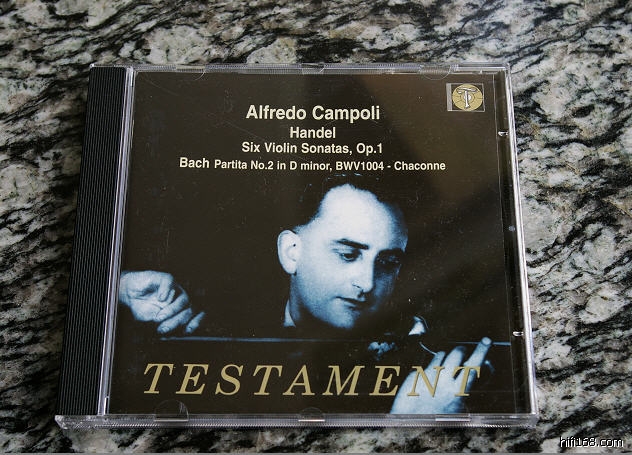 Alfredo Campoli
Handel
Six Violin Sonatas, Op.1
Bach Partita No.2 in D minor, BWV1004 - Chaconne
TESTAMENT
hifi168.com